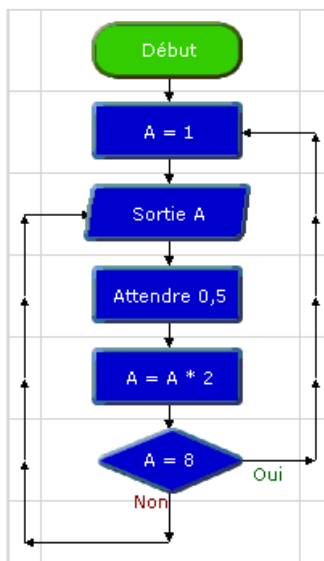 Début
A = 1
Sortie A
Attendre 0,5
A = A * 2
A = 8
Oui
Non